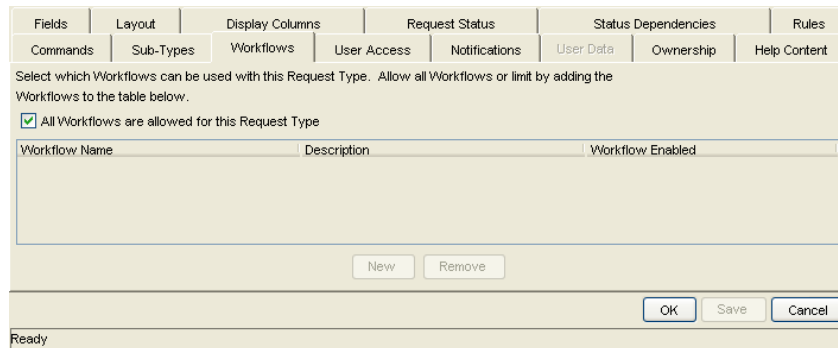 Fields Layout Display Columns Request Status Status Dependencies Rules
Commands Sub-Types Workflows User Access Notifications User Data Ownership Help Content
Select which Workflows can be used with this Request Type. Allow all Workflows or limit by adding the
Workflows to the table below.
All Workflows are allowed for this Request Type
Workflow Name Description Workflow Enabled
New Remove
OK Save Cancel
Ready